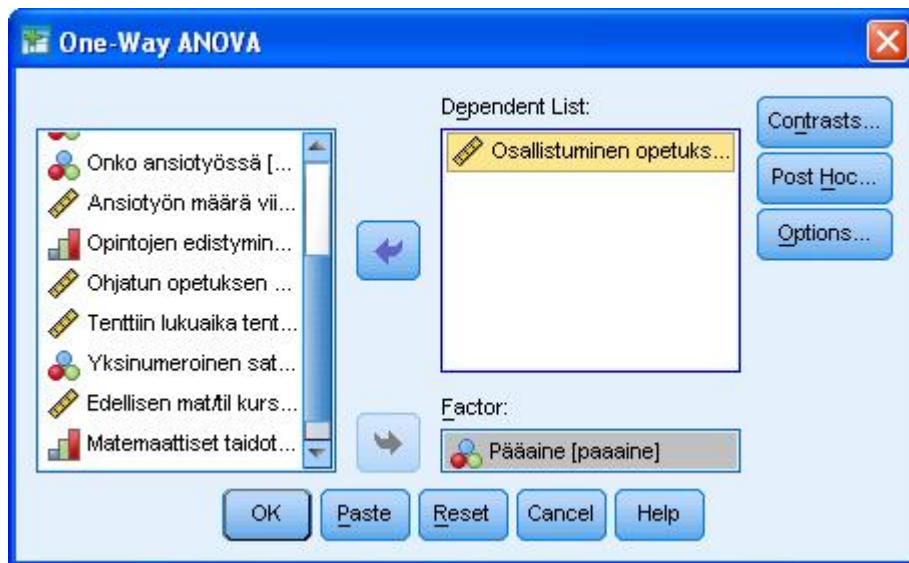 One-Way ANOVA
Onko ansiotyössä [...
Ansiotyön määrä vii...
Opintojen edistymin...
Ohjatun opetuksen ...
Tenttiin lukuaika tent...
Yksinumeroinen sat...
Edellisen mat/til kurs...
Matemaattiset taidot...
Dependent List:
Osallistuminen opetuks...
Factor:
Pääaine [paaaine]
Contrasts...
Post Hoc...
Options...
OK
Paste
Reset
Cancel
Help